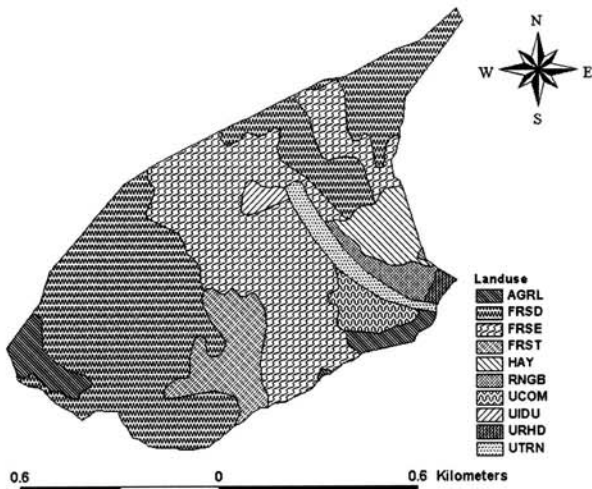 N
W E
S
Landuse
AGRL
FRSD
FRSE
FRST
HAY
RNGB
UCOM
UIDU
URHD
UTRN
0.6 0 0.6 Kilometers